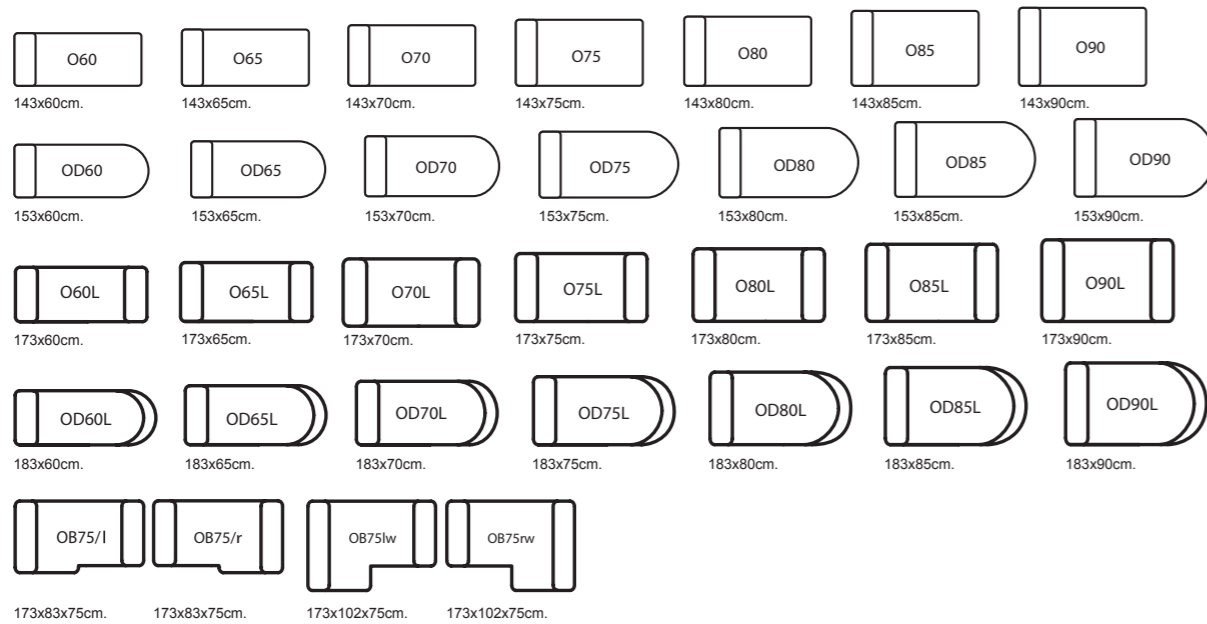 O60 O65 O70 O75 O80 O85 O90
143x60cm. 143x65cm. 143x70cm. 143x75cm. 143x80cm. 143x85cm. 143x90cm.
OD60 OD65 OD70 OD75 OD80 OD85 OD90
153x60cm. 153x65cm. 153x70cm. 153x75cm. 153x80cm. 153x85cm. 153x90cm.
O60L O65L O70L O75L O80L O85L O90L
173x60cm. 173x65cm. 173x70cm. 173x75cm. 173x80cm. 173x85cm. 173x90cm.
OD60L OD65L OD70L OD75L OD80L OD85L OD90L
183x60cm. 183x65cm. 183x70cm. 183x75cm. 183x80cm. 183x85cm. 183x90cm.
OB75/l OB75/r OB75lw OB75rw
173x83x75cm. 173x83x75cm. 173x102x75cm. 173x102x75cm.